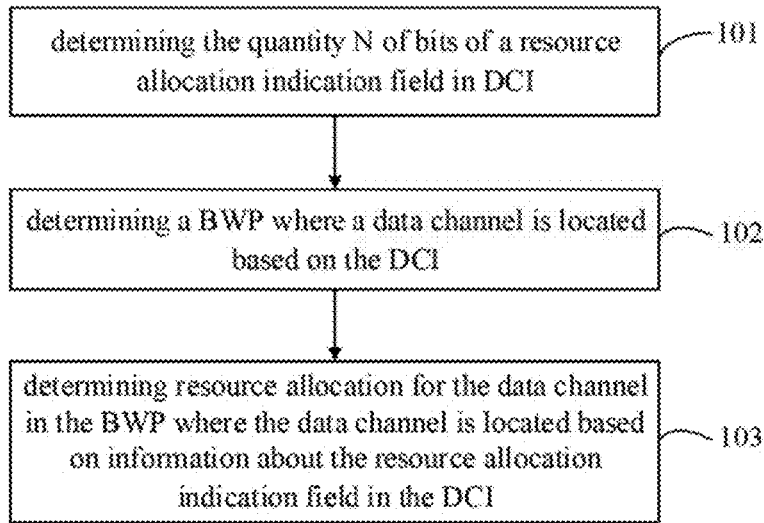 determining the quantity N of bits of a resource
allocation indication field in DCI
101
determining a BWP where a data channel is located
based on the DCI
102
determining resource allocation for the data channel
in the BWP where the data channel is located based
on information about the resource allocation
indication field in the DCI
103